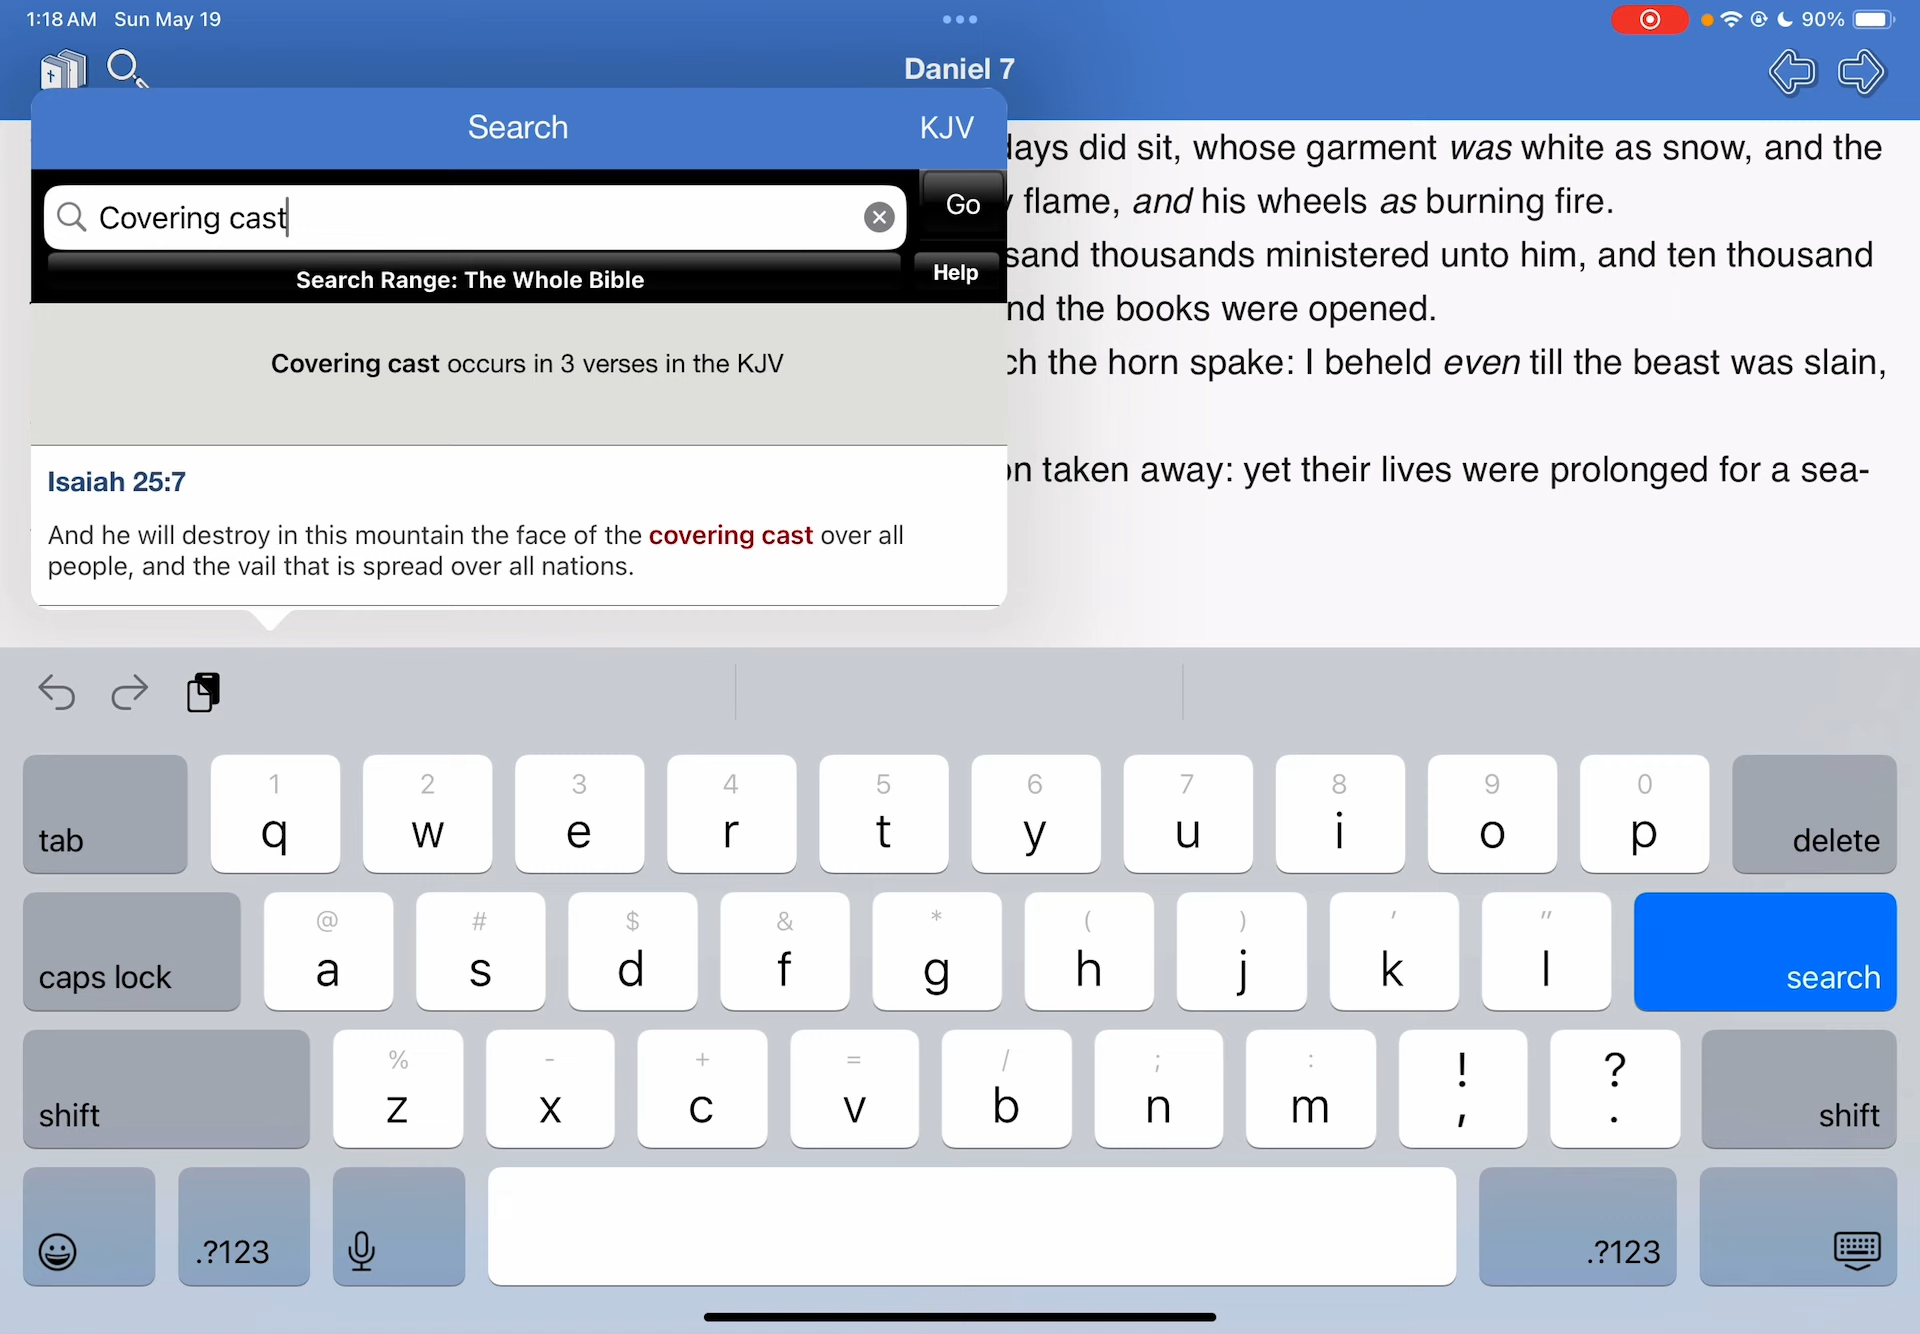 1:18 AM Sun May 19
90%
Daniel 7
Search
KJV
days did sit, whose garment was white as snow, and the
Covering cast
Go
flame, and his wheels as burning fire.
Search Range: The Whole Bible
Help
sand thousands ministered unto him, and ten thousand
nd the books were opened.
Covering cast occurs in 3 verses in the KJV
ch the horn spake: I beheld even till the beast was slain,
Isaiah 25:7
on taken away: yet their lives were prolonged for a sea-
And he will destroy in this mountain the face of the covering cast over all
people, and the vail that is spread over all nations.
1 2 3 4 5 6 7 8 9 0
tab q w e r t y u i o p delete
@ # $ & * ( ) ' "
caps lock a s d f g h j k l search
% - + = / ; : ! ?
shift z x c v b n m , . shift
.?123 .?123